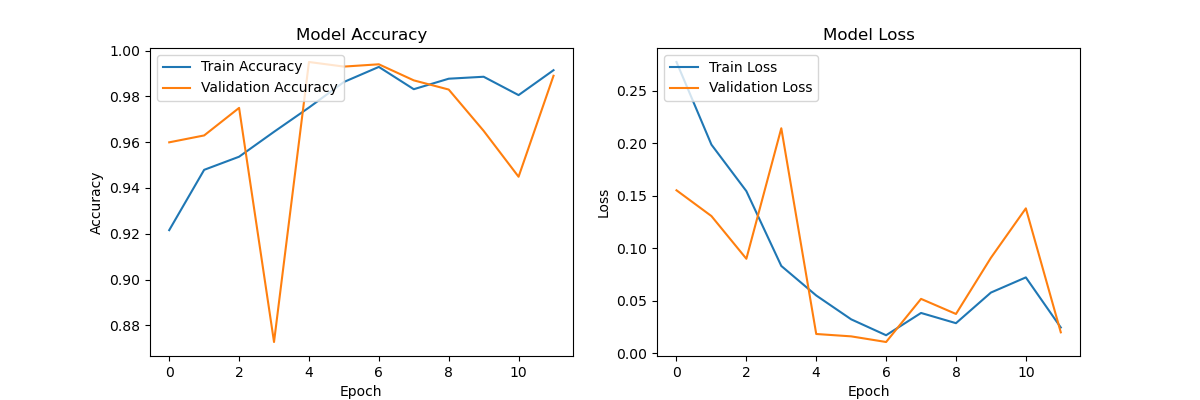 Model Accuracy
Train Accuracy
Validation Accuracy
1.00
0.98
0.96
0.94
0.92
0.90
0.88
Accuracy
0 2 4 6 8 10
Epoch
Model Loss
Train Loss
Validation Loss
0.25
0.20
0.15
0.10
0.05
0.00
Loss
0 2 4 6 8 10
Epoch